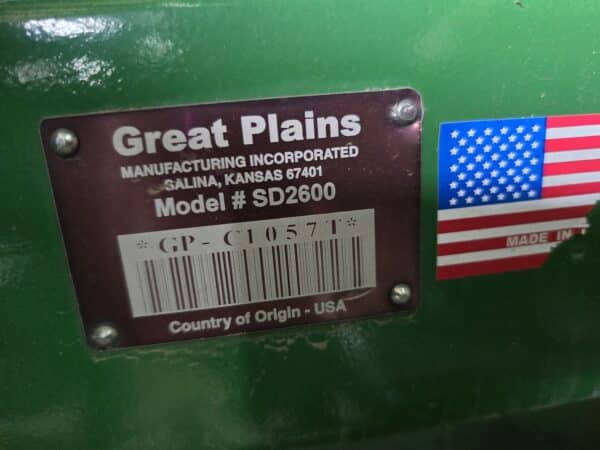 Great Plains
MANUFACTURING INCORPORATED
SALINA, KANSAS 67401
Model # SD2600
*GP-C1057T*
Country of Origin - USA
MADE IN